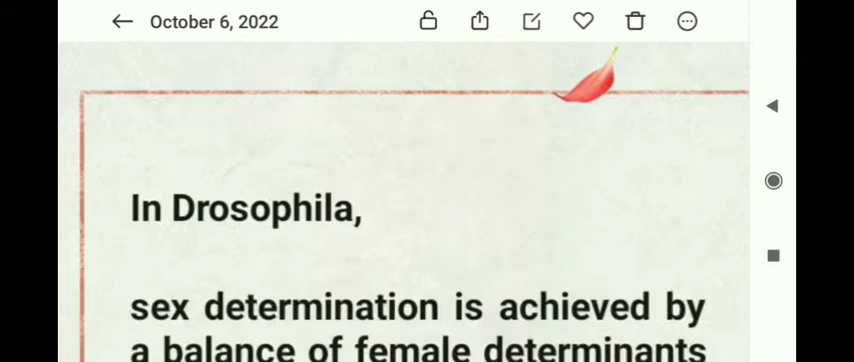 October 6, 2022
In Drosophila,
sex determination is achieved by
a balance of female determinants